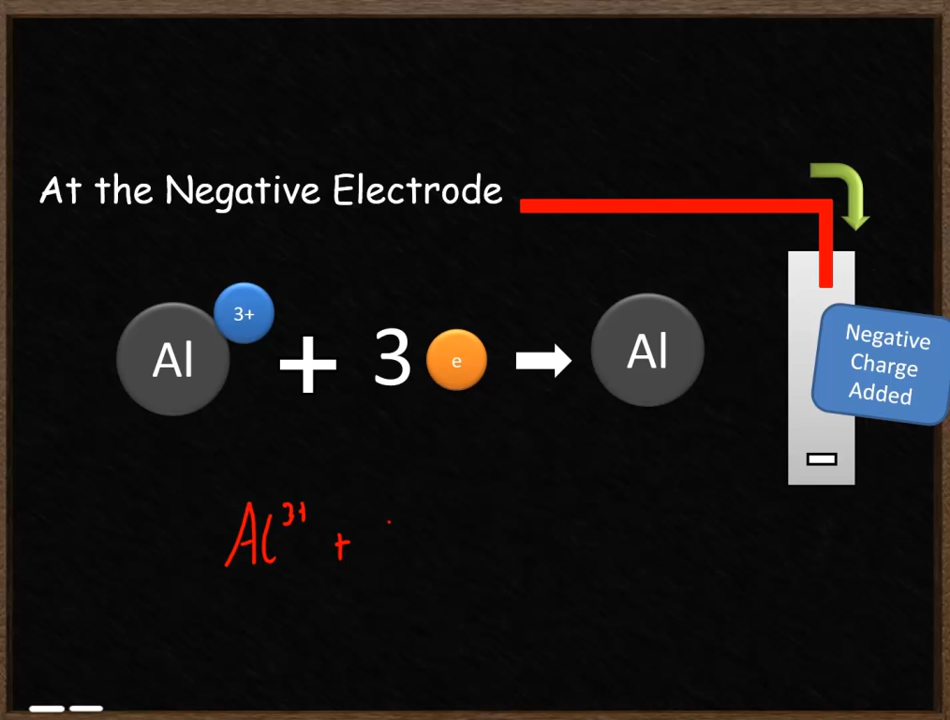 At the Negative Electrode
Al 3+ + 3 e → Al
Negative
Charge
Added
Al³⁺ +